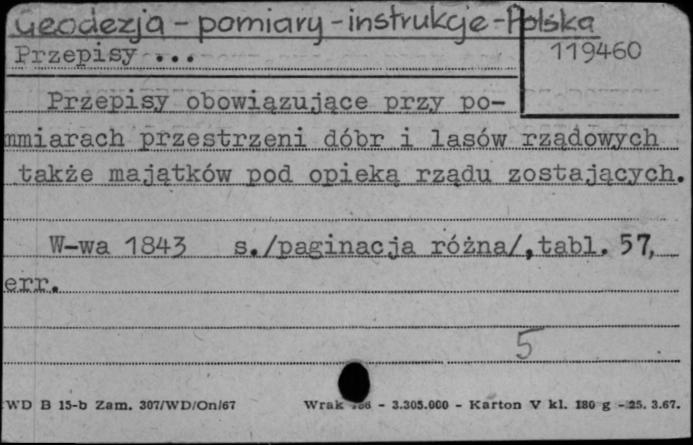 Geodezja - pomiary - instrukcje - Polska
Przepisy ...
119460
Przepisy obowiązujące przy po-
mmiarach przestrzeni dóbr i lasów rządowych
także majątków pod opieką rządu zostających.
W-wa 1843 s./paginacja różna/,tabl. 57,
err.
5
WD B 15-b Zam. 307/WD/On/67 Wrak - 3.305.000 - Karton V kl. 180 g - 25. 3.67.